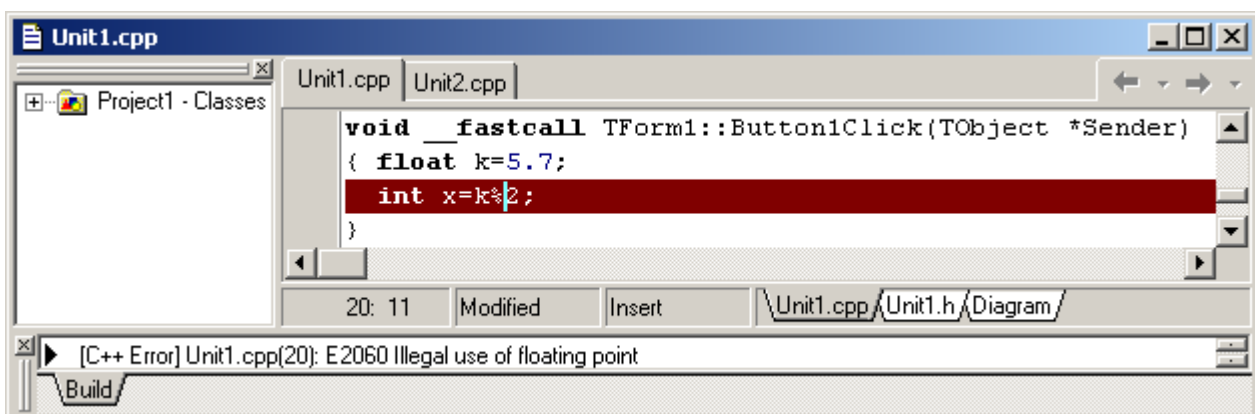 Unit1.cpp
Project1 - Classes
Unit1.cpp Unit2.cpp
void __fastcall TForm1::Button1Click(TObject *Sender)
{ float k=5.7;
int x=k%2;
}
20: 11 Modified Insert Unit1.cpp Unit1.h Diagram
[C++ Error] Unit1.cpp(20): E2060 Illegal use of floating point
Build